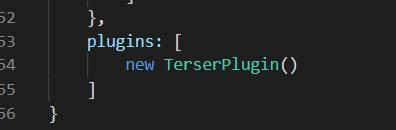 52 },
53 plugins: [
54 new TerserPlugin()
55 ]
56 }